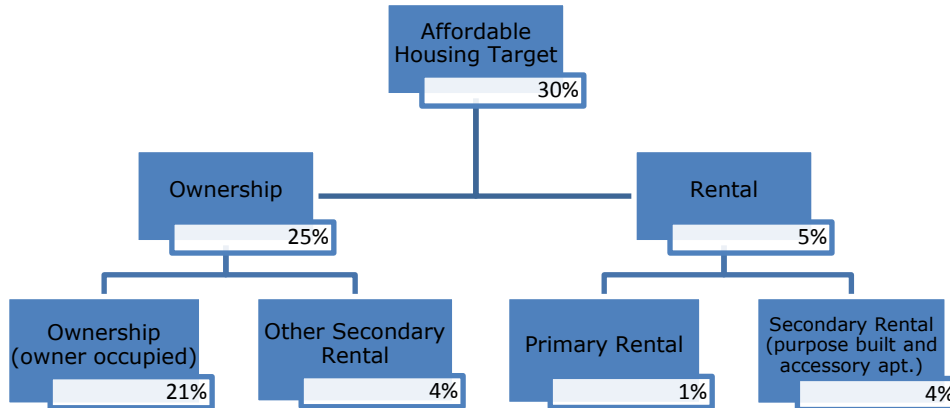 Affordable
Housing Target
30%
Ownership
25%
Rental
5%
Ownership
(owner occupied)
21%
Other Secondary
Rental
4%
Primary Rental
1%
Secondary Rental
(purpose built and
accessory apt.)
4%